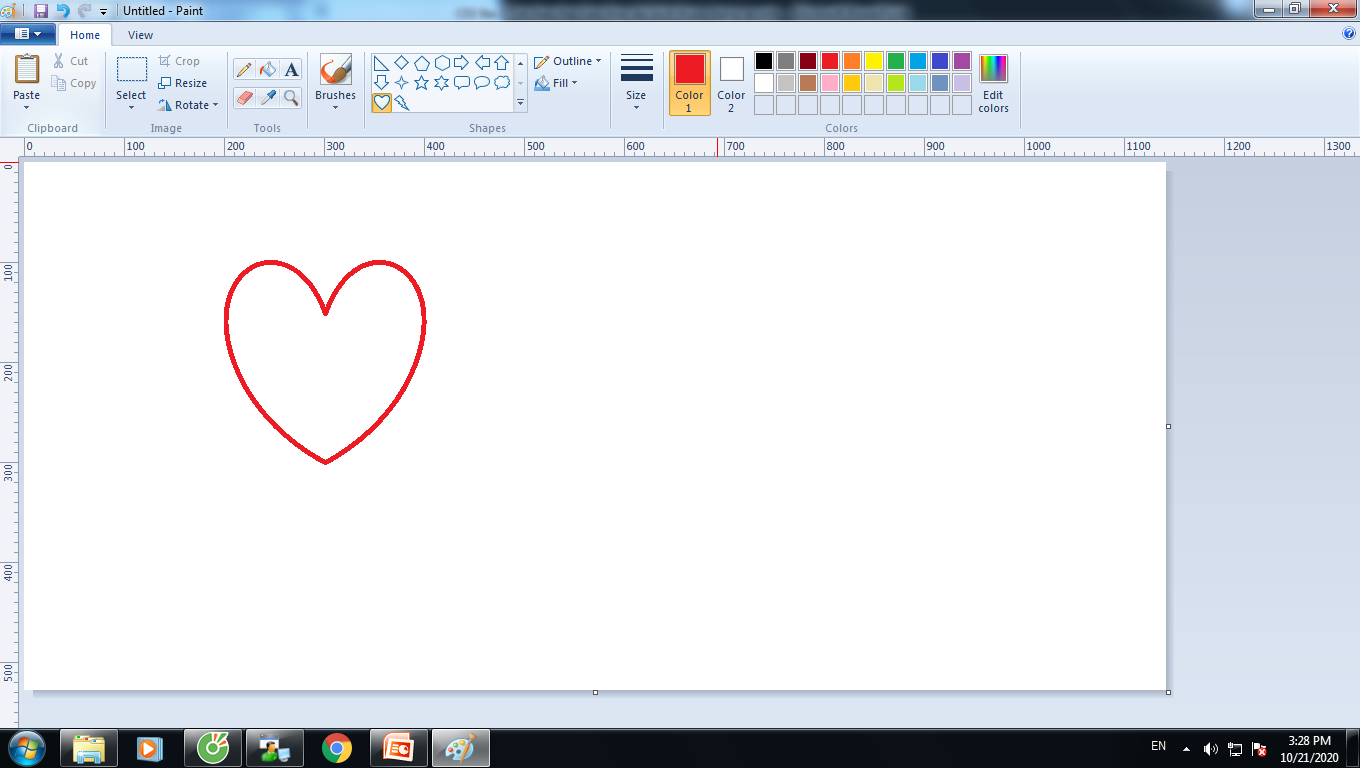 Untitled - Paint
Home View
Paste Cut Copy
Clipboard
Select Crop Resize Rotate
Image
A
Tools
Brushes
Shapes
Outline Fill
Size
Color 1
Color 2
Edit colors
Colors
0 100 200 300 400 500 600 700 800 900 1000 1100 1200 1300
0
100
200
300
400
500
EN
3:28 PM
10/21/2020